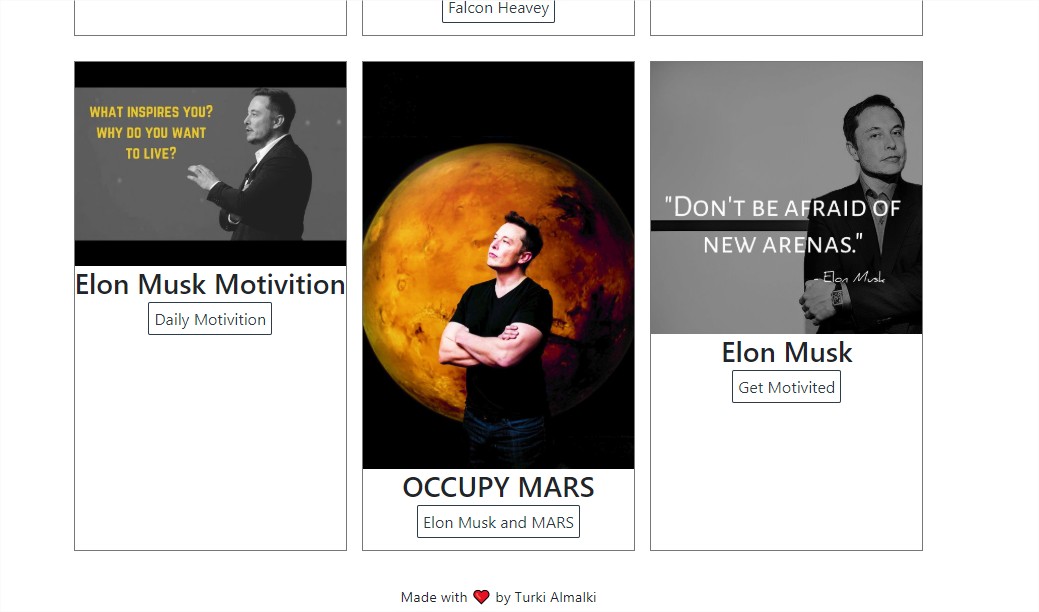 Falcon Heavey
WHAT INSPIRES YOU?
WHY DO YOU WANT
TO LIVE?
Elon Musk Motivition
Daily Motivition
OCCUPY MARS
Elon Musk and MARS
"DON'T BE AFRAID OF
NEW ARENAS."
- Elon Musk
Elon Musk
Get Motivited
Made with ❤️ by Turki Almalki